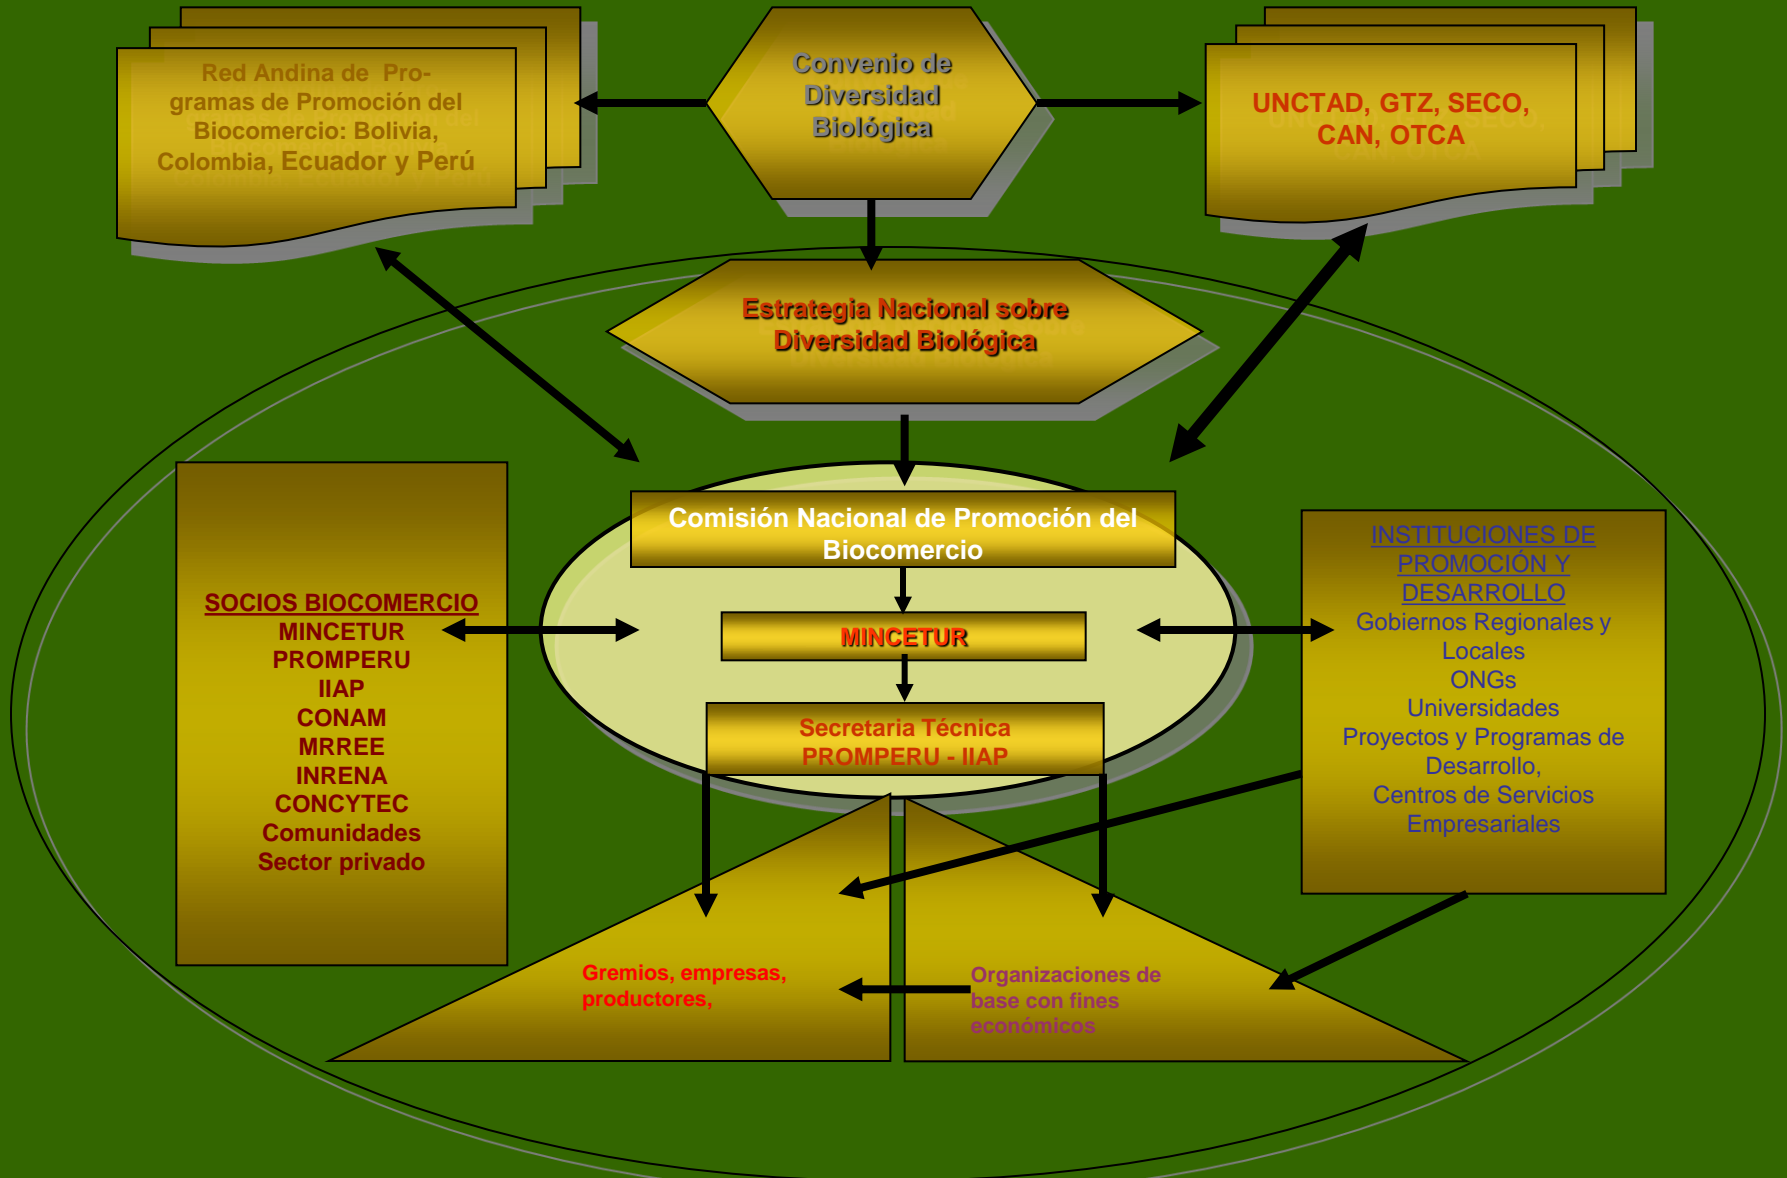 Red Andina de Pro-
gramas de Promoción del
Biocomercio: Bolivia,
Colombia, Ecuador y Perú
Convenio de
Diversidad
Biológica
UNCTAD, GTZ, SECO,
CAN, OTCA
Estrategia Nacional sobre
Diversidad Biológica
Comisión Nacional de Promoción del
Biocomercio
MINCETUR
Secretaria Técnica
PROMPERU - IIAP
SOCIOS BIOCOMERCIO
MINCETUR
PROMPERU
IIAP
CONAM
MRREE
INRENA
CONCYTEC
Comunidades
Sector privado
INSTITUCIONES DE
PROMOCIÓN Y
DESARROLLO
Gobiernos Regionales y
Locales
ONGs
Universidades
Proyectos y Programas de
Desarrollo,
Centros de Servicios
Empresariales
Gremios, empresas,
productores,
Organizaciones de
base con fines
económicos